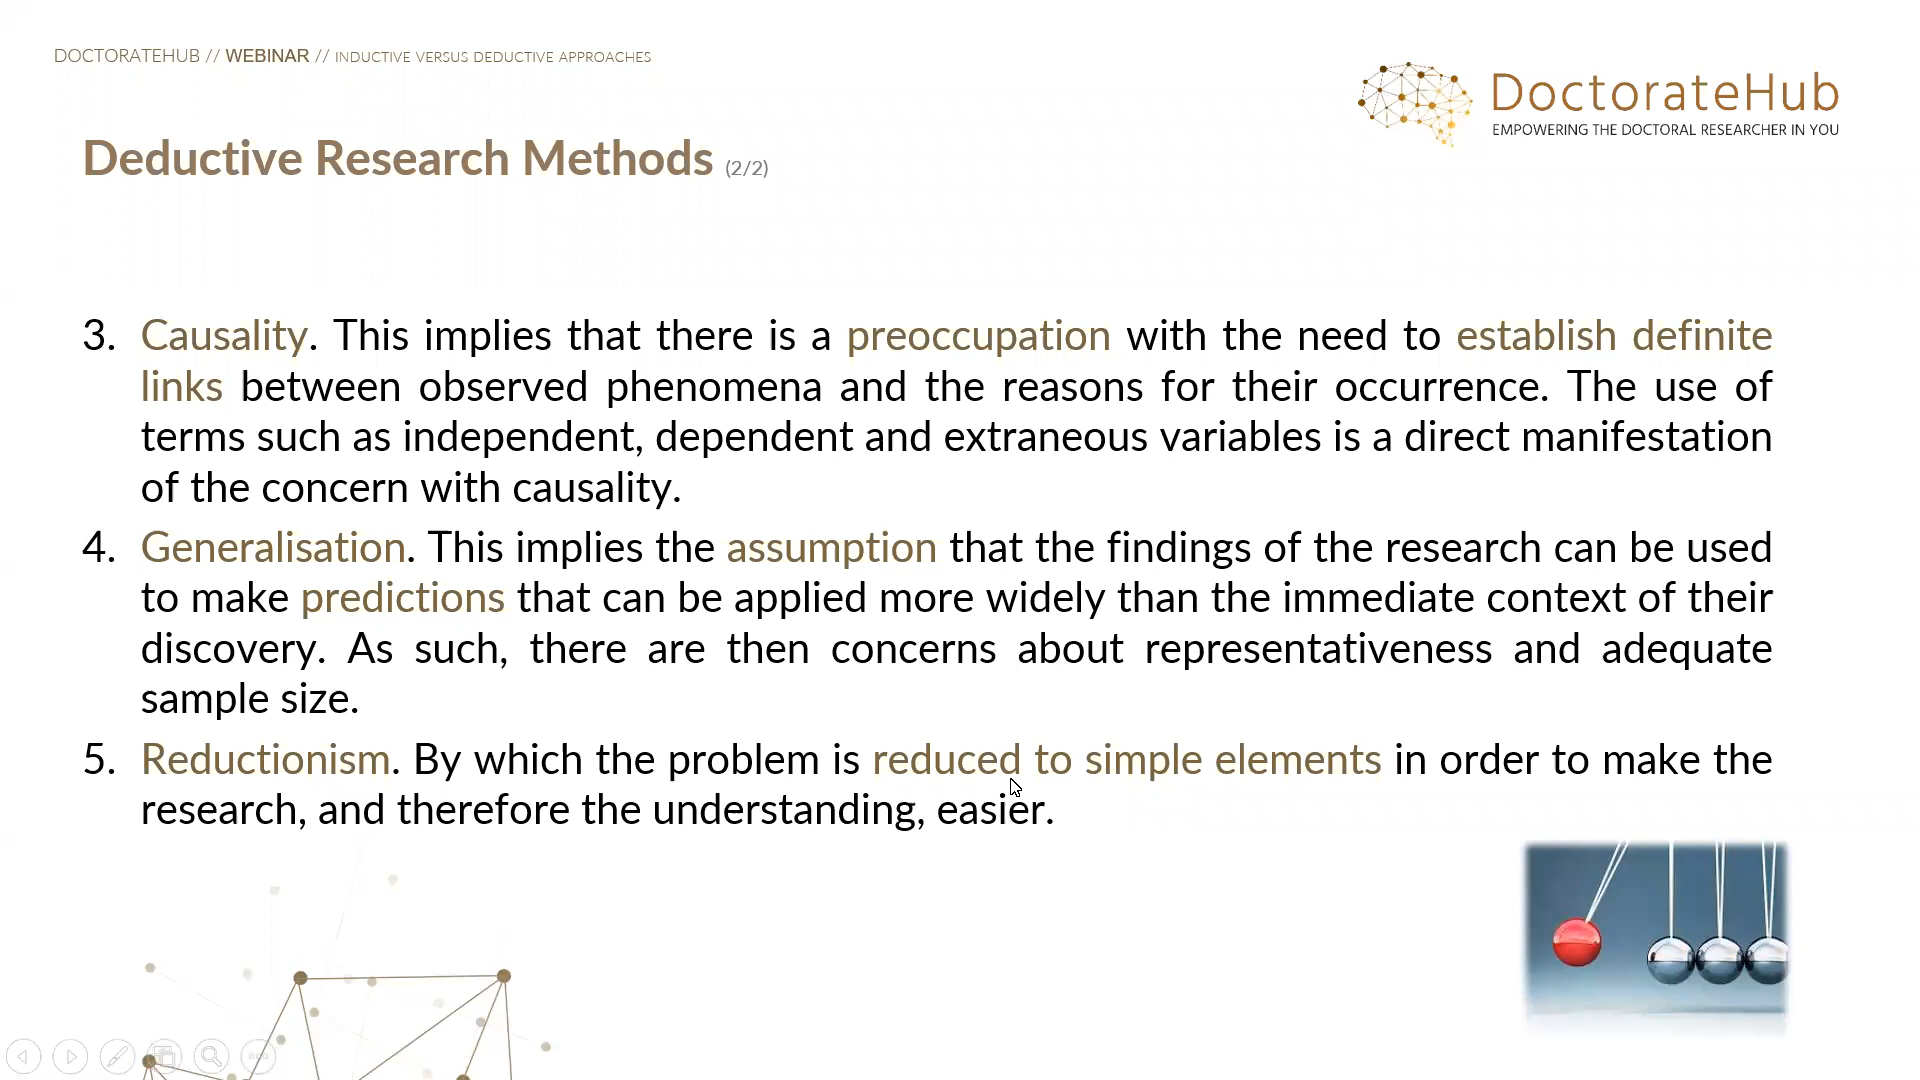 DOCTORATEHUB // WEBINAR // INDUCTIVE VERSUS DEDUCTIVE APPROACHES
DoctorateHub
EMPOWERING THE DOCTORAL RESEARCHER IN YOU
Deductive Research Methods (2/2)
3. Causality. This implies that there is a preoccupation with the need to establish definite
links between observed phenomena and the reasons for their occurrence. The use of
terms such as independent, dependent and extraneous variables is a direct manifestation
of the concern with causality.
4. Generalisation. This implies the assumption that the findings of the research can be used
to make predictions that can be applied more widely than the immediate context of their
discovery. As such, there are then concerns about representativeness and adequate
sample size.
5. Reductionism. By which the problem is reduced to simple elements in order to make the
research, and therefore the understanding, easier.